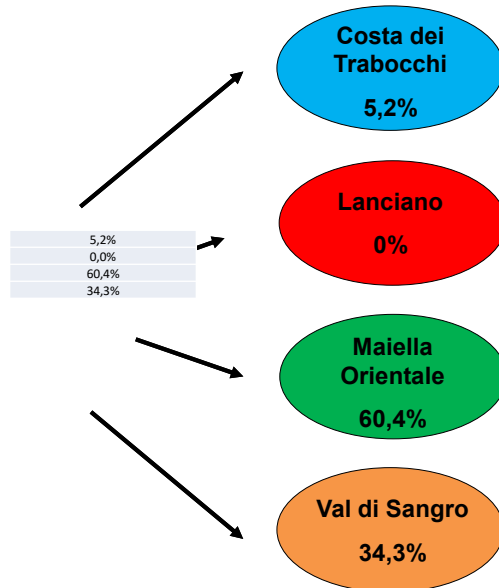 Costa dei
Trabocchi
5,2%
Lanciano
0%
5,2%
0,0%
60,4%
34,3%
Maiella
Orientale
60,4%
Val di Sangro
34,3%